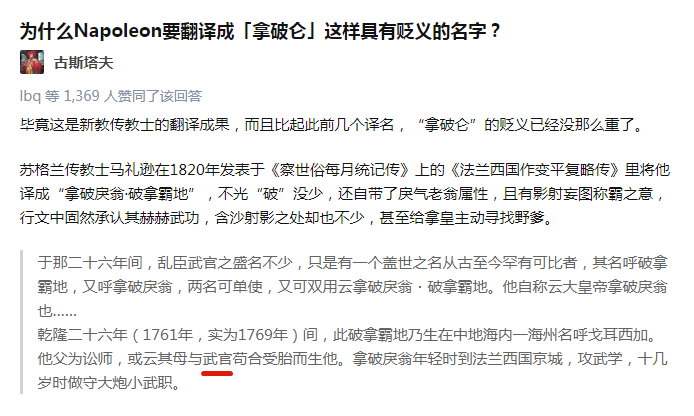 为什么Napoleon要翻译成「拿破仑」这样具有贬义的名字？
古斯塔夫
lbq 等 1,369 人赞同了该回答
毕竟这是新教传教士的翻译成果，而且比起此前几个译名，“拿破仑”的贬义已经没那么重了。
苏格兰传教士马礼逊在1820年发表于《察世俗每月统记传》上的《法兰西国作变平复略传》里将他
译成“拿破戾翁·破拿霸地”，不光“破”没少，还自带了戾气老翁属性，且有影射妄图称霸之意，
行文中固然承认其赫赫武功，含沙射影之处却也不少，甚至给拿皇主动寻找野爹。
于那二十六年间，乱臣武官之盛名不少，只是有一个盖世之名从古至今罕有可比者，其名呼破拿
霸地，又呼拿破戾翁，两名可单使，又可双用云拿破戾翁·破拿霸地。他自称云大皇帝拿破戾翁
也……
乾隆二十六年（1761年，实为1769年）间，此破拿霸地乃生在中地海内一海州名呼戈耳西加。
他父为讼师，或云其母与武官苟合受胎而生他。拿破戾翁年轻时到法兰西国京城，攻武学，十几
岁时做守大炮小武职。